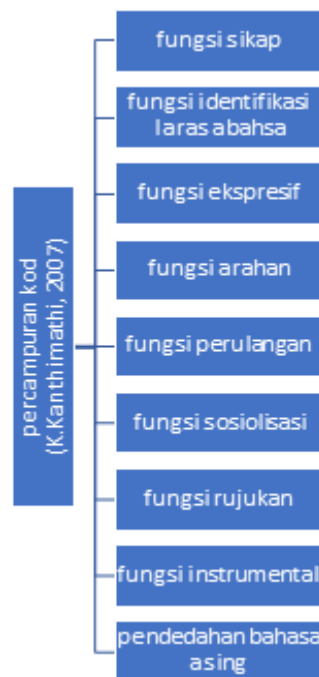 percampuran kod
(K.Kanthimathi, 2007)
fungsi sikap
fungsi identifikasi
laras abahsa
fungsi ekspresif
fungsi arahan
fungsi perulangan
fungsi sosiolisasi
fungsi rujukan
fungsi instrumental
pendedahan bahasa
asing